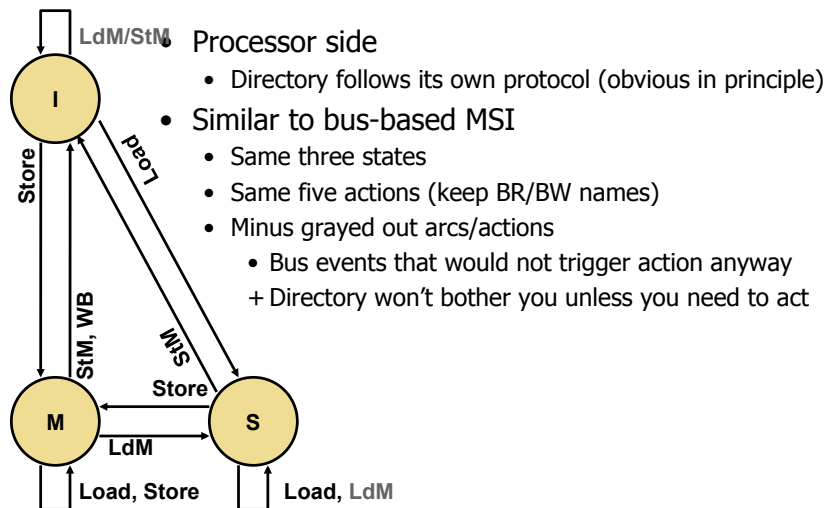 LdM/StM
• Processor side
• Directory follows its own protocol (obvious in principle)
I
• Similar to bus-based MSI
Load
Store
• Same three states
• Same five actions (keep BR/BW names)
• Minus grayed out arcs/actions
• Bus events that would not trigger action anyway
+ Directory won't bother you unless you need to act
StM, WB
StM
Store
M
S
LdM
Load, Store
Load, LdM